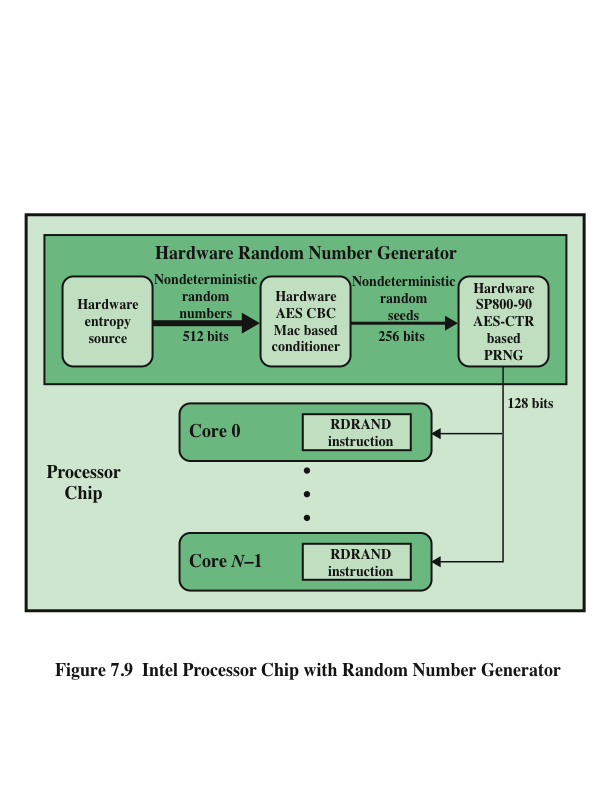 Hardware Random Number Generator
Hardware
entropy
source
Nondeterministic
random
numbers
512 bits
Hardware
AES CBC
Mac based
conditioner
Nondeterministic
random
seeds
256 bits
Hardware
SP800-90
AES-CTR
based
PRNG
128 bits
Core 0
RDRAND
instruction
Processor
Chip
Core N–1
RDRAND
instruction
Figure 7.9 Intel Processor Chip with Random Number Generator